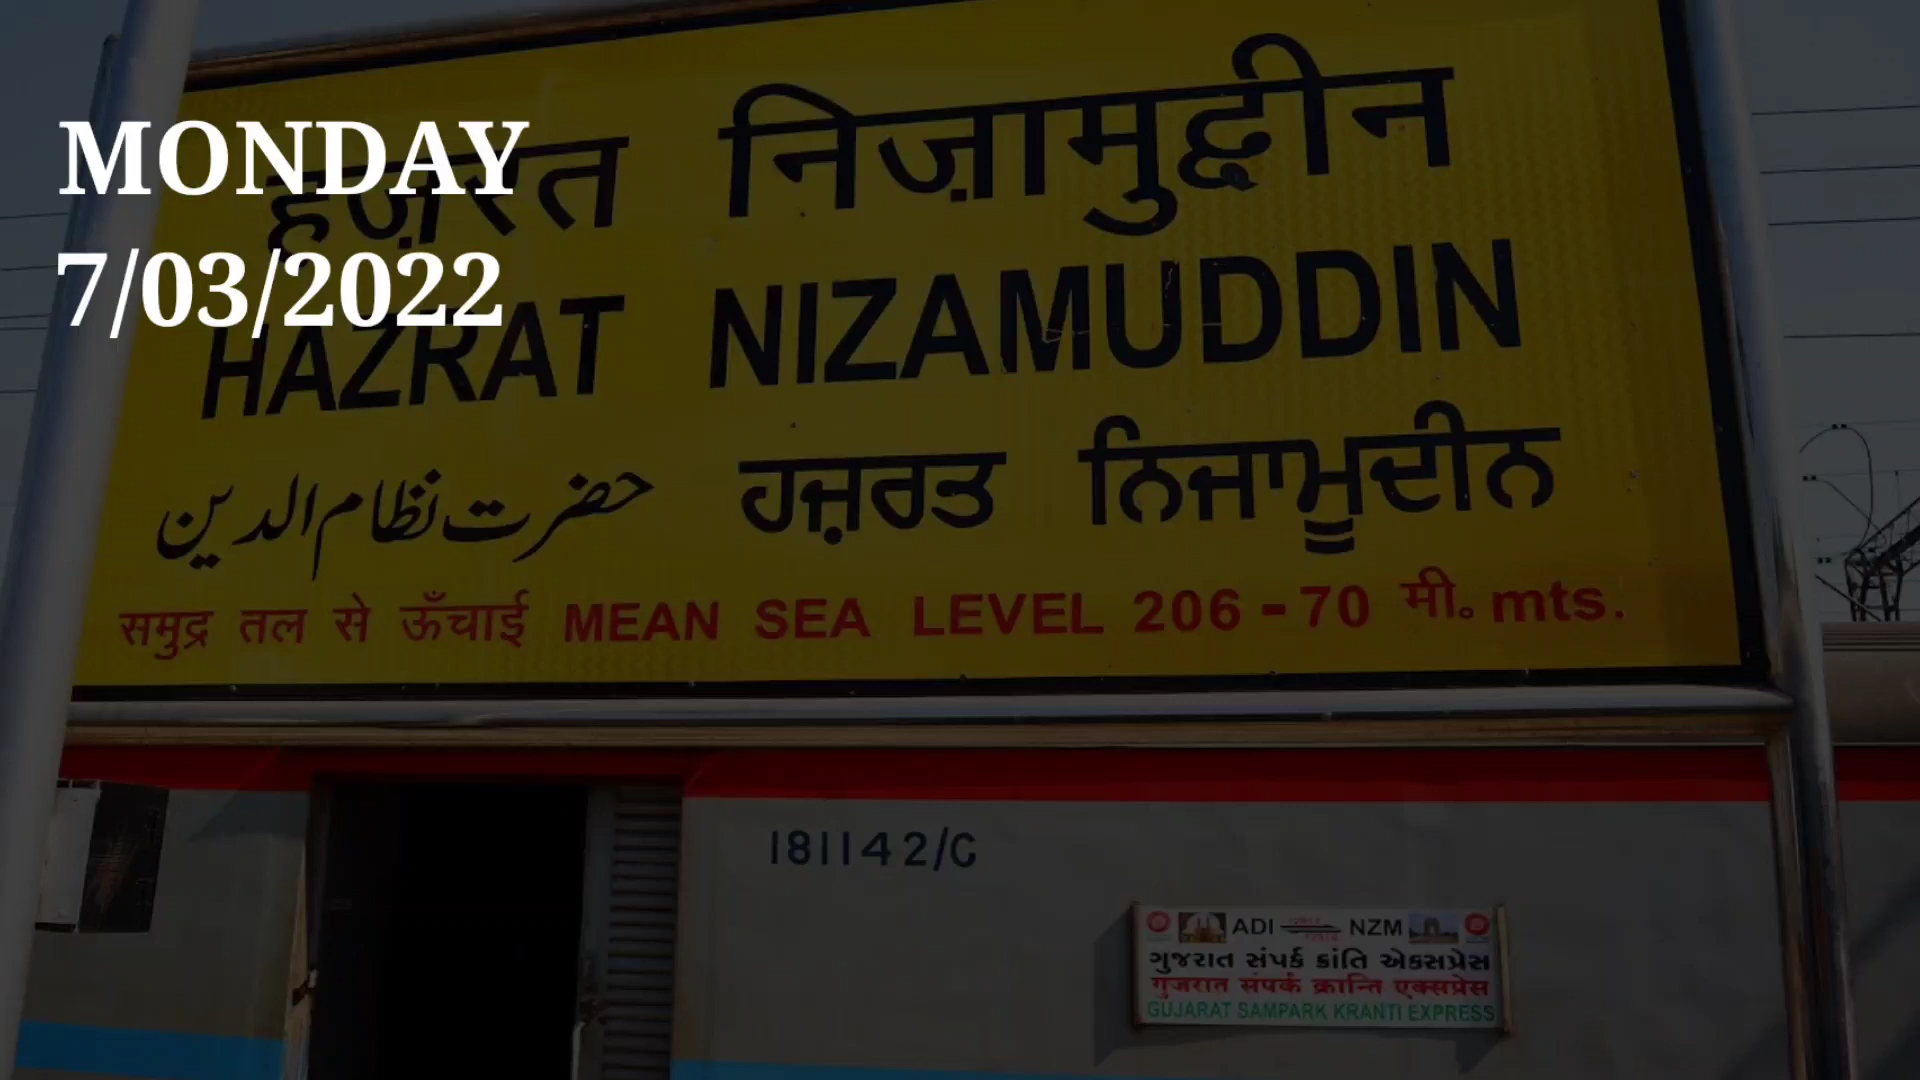 MONDAY
7/03/2022
हज़रत निज़ामुद्दीन
HAZRAT NIZAMUDDIN
حضرت نظام الدین ਹਜ਼ਰਤ ਨਿਜਾਮੂਦੀਨ
समुद्र तल से ऊँचाई MEAN SEA LEVEL 206-70 मी॰ mts.
181142/C
ADI NZM
ગુજરાત સંપર્ક ક્રાંતિ એક્સપ્રેસ
गुजरात संपर्क क्रान्ति एक्सप्रेस
GUJARAT SAMPARK KRANTI EXPRESS